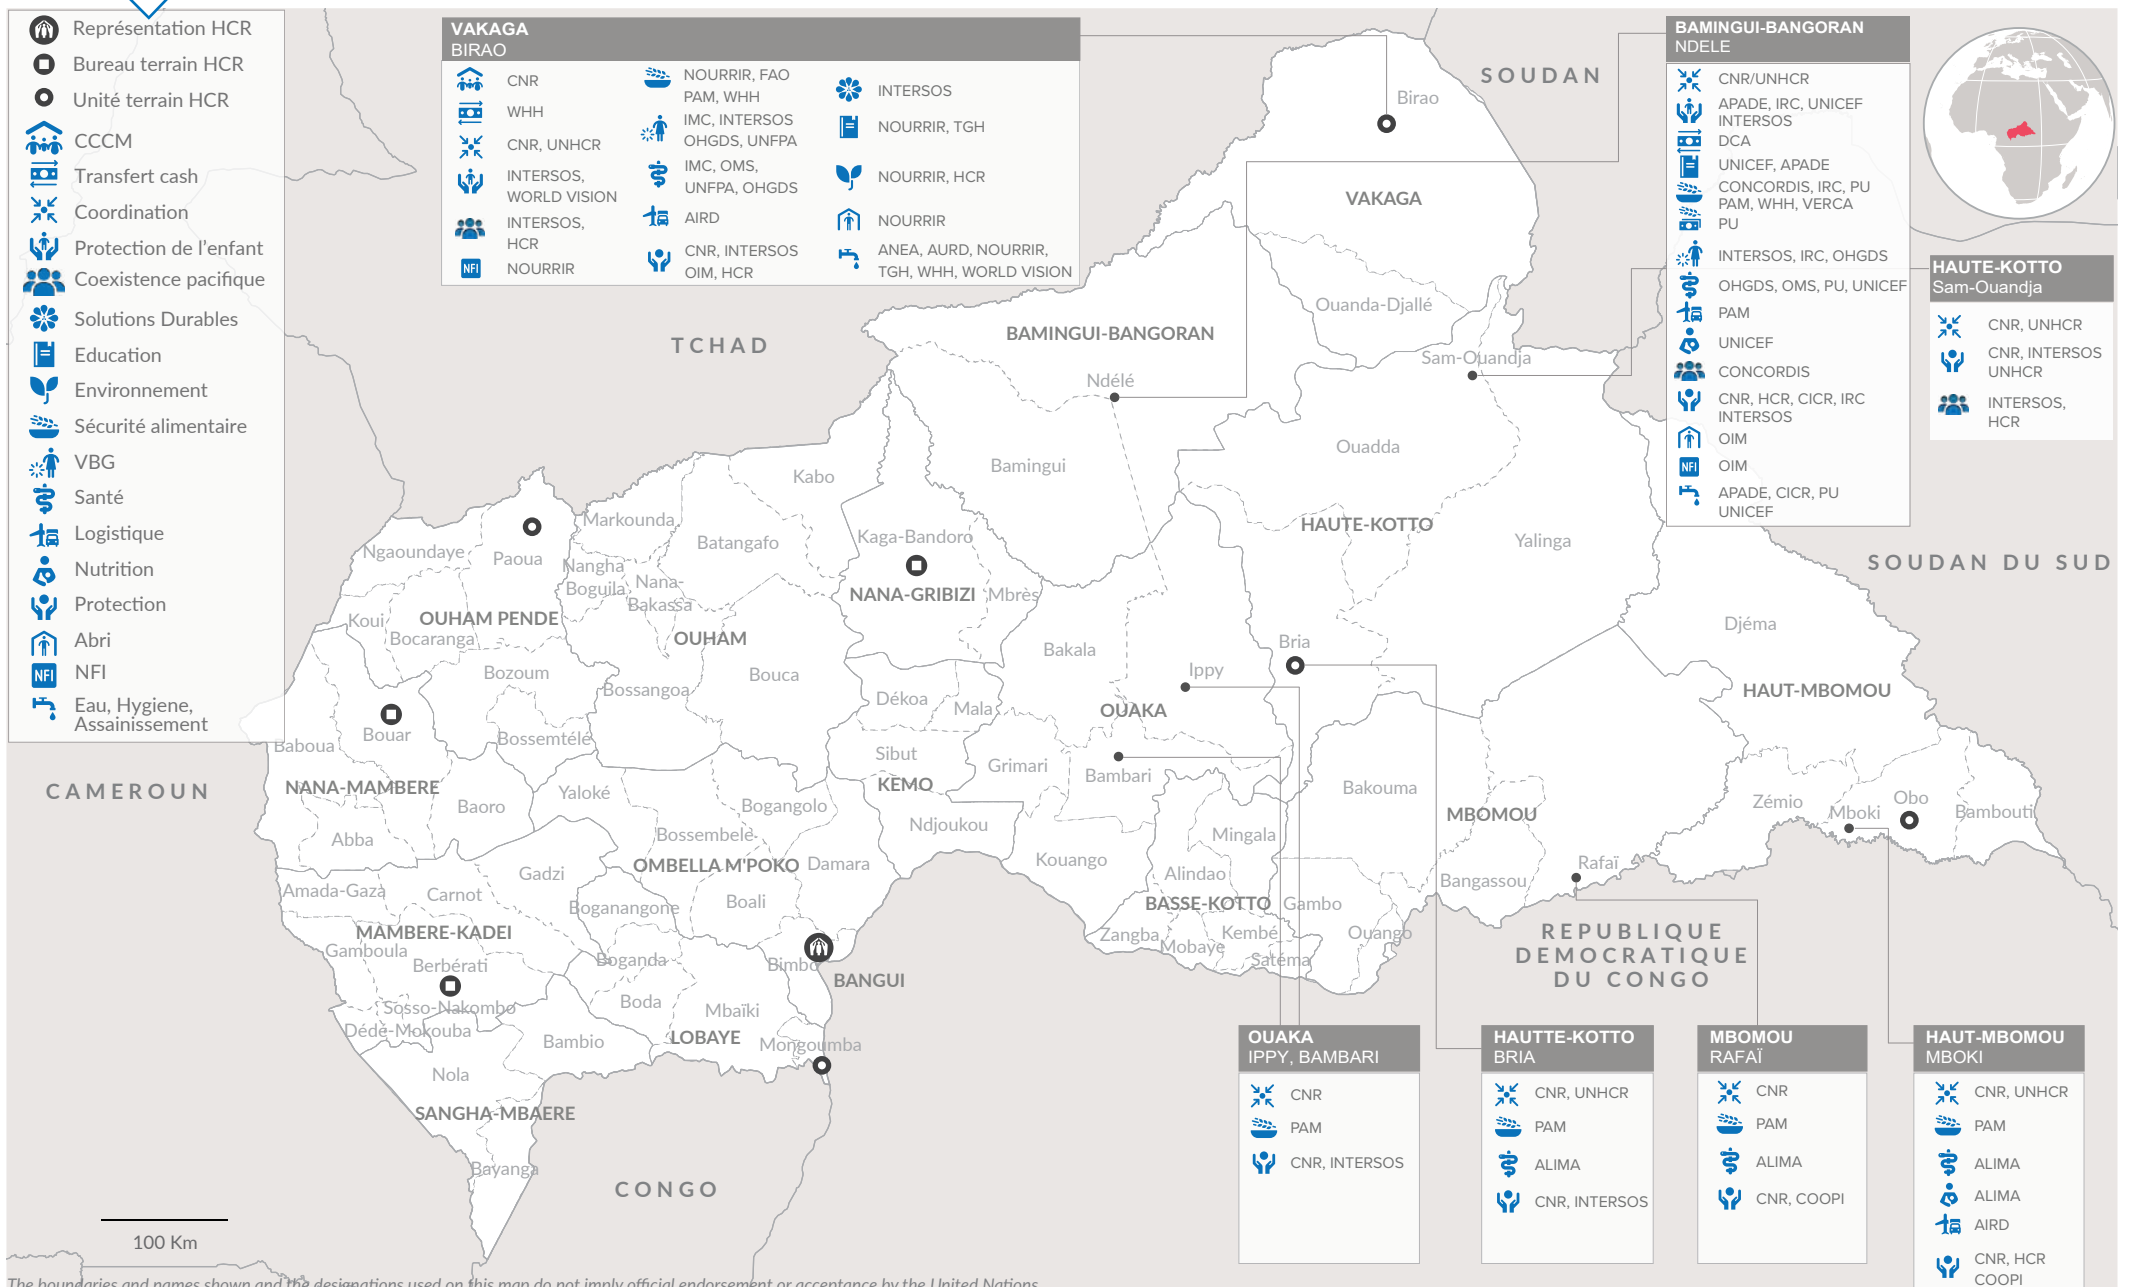 Représentation HCR
Bureau terrain HCR
Unité terrain HCR
CCCM
Transfert cash
Coordination
Protection de l'enfant
Coexistence pacifique
Solutions Durables
Education
Environnement
Sécurité alimentaire
VBG
Santé
Logistique
Nutrition
Protection
Abri
NFI
NFI
Eau, Hygiene,
Assainissement
VAKAGA
BIRAO
CNR
WHH
CNR, UNHCR
INTERSOS,
WORLD VISION
INTERSOS,
HCR
NFI
NOURRIR
NOURRIR, FAO
PAM, WHH
IMC, INTERSOS
OHGDS, UNFPA
IMC, OMS,
UNFPA, OHGDS
AIRD
CNR, INTERSOS
OIM, HCR
INTERSOS
NOURRIR, TGH
NOURRIR, HCR
NOURRIR
ANEA, AURD, NOURRIR,
TGH, WHH, WORLD VISION
BAMINGUI-BANGORAN
NDELE
CNR/UNHCR
APADE, IRC, UNICEF
INTERSOS
DCA
UNICEF, APADE
CONCORDIS, IRC, PU
PAM, WHH, VERCA
PU
INTERSOS, IRC, OHGDS
OHGDS, OMS, PU, UNICEF
PAM
UNICEF
CONCORDIS
CNR, HCR, CICR, IRC
INTERSOS
OIM
NFI
OIM
APADE, CICR, PU
UNICEF
HAUTE-KOTTO
Sam-Ouandja
CNR, UNHCR
CNR, INTERSOS
UNHCR
INTERSOS,
HCR
SOUDAN
Birao
VAKAGA
Ouanda-Djallé
TCHAD
BAMINGUI-BANGORAN
Sam-Ouandja
Ndélé
Ouadda
Bamingui
Kabo
Markounda
HAUTE-KOTTO
Yalinga
Kaga-Bandoro
Batangafo
Ngaoundaye
Paoua
Nangha
Boguila
Nana-
Bakassa
NANA-GRIBIZI
Mbrès
SOUDAN DU SUD
Koui
OUHAM PENDE
Bocaranga
OUHAM
Djéma
Bakala
Bria
Bozoum
Bouca
Ippy
Bossangoa
Dékoa
Mala
OUAKA
HAUT-MBOMOU
Bouar
Baboua
Bossemtélé
Sibut
Grimari
Bambari
CAMEROUN
NANA-MAMBERE
KEMO
Bakouma
Baoro
Yaloké
Bogangolo
Zémio
Mboki
Obo
Bambouti
MBOMOU
Abba
Bossembele
Ndjoukou
Mingala
OMBELLA M'POKO
Damara
Kouango
Rafaï
Gadzi
Alindao
Bangassou
Amada-Gaza
Carnot
Boali
Boganangone
BASSE-KOTTO
Gambo
MAMBERE-KADEI
Zangba
Mobaye
Kembé
Ouango
Satéma
REPUBLIQUE
DEMOCRATIQUE
DU CONGO
Gamboula
Berbérati
Boganda
Bimbo
BANGUI
Sosso-Nakombo
Boda
Mbaïki
Dédé-Mokouba
Bambio
LOBAYE
Mongoumba
Nola
SANGHA-MBAERE
Bayanga
CONGO
OUAKA
IPPY, BAMBARI
CNR
PAM
CNR, INTERSOS
HAUTTE-KOTTO
BRIA
CNR, UNHCR
PAM
ALIMA
CNR, INTERSOS
MBOMOU
RAFAÏ
CNR
PAM
ALIMA
CNR, COOPI
HAUT-MBOMOU
MBOKI
CNR, UNHCR
PAM
ALIMA
ALIMA
AIRD
CNR, HCR
COOPI
100 Km
The boundaries and names shown and the designations used on this map do not imply official endorsement or acceptance by the United Nations